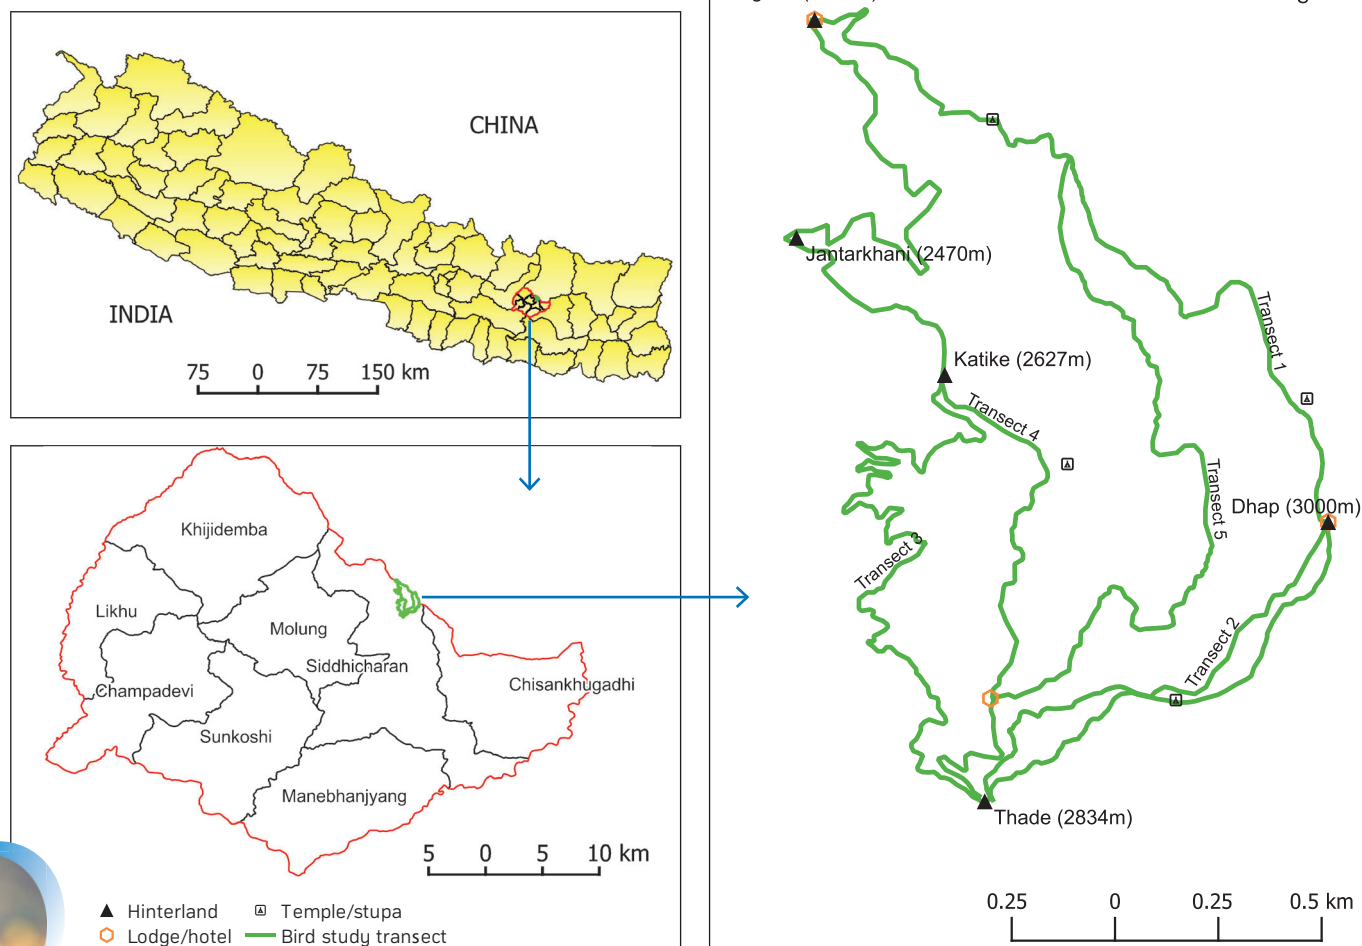 CHINA
INDIA
75 0 75 150 km
Khijidemba
Likhu
Molung
Siddhicharan
Champadevi
Chisankhugadhi
Sunkoshi
Manebhanjyang
5 0 5 10 km
Hinterland
Temple/stupa
Lodge/hotel
Bird study transect
Jantarkhani (2470m)
Transect 1
Katike (2627m)
Transect 4
Transect 5
Dhap (3000m)
Transect 3
Transect 2
Thade (2834m)
0.25 0 0.25 0.5 km